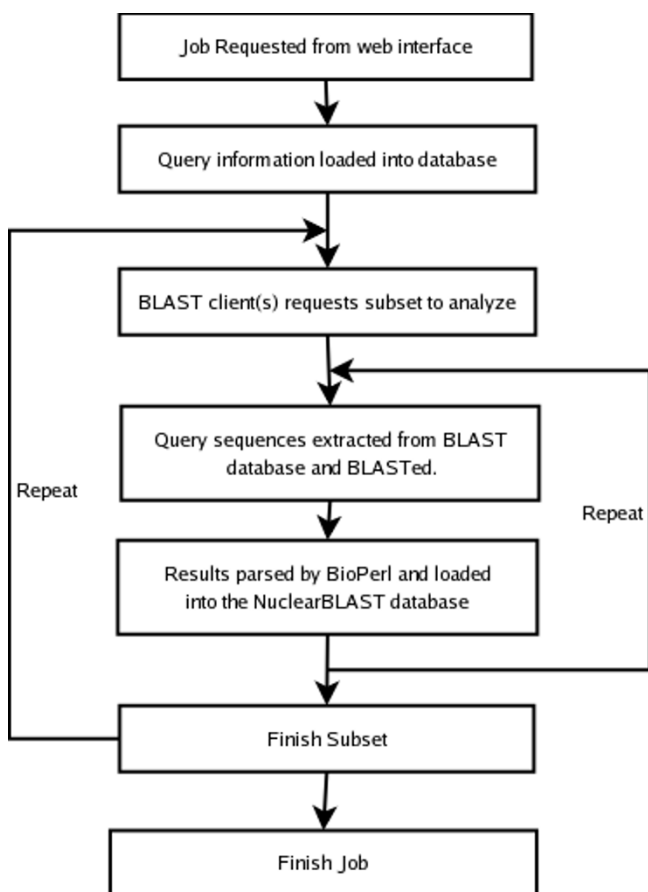 Job Requested from web interface
Query information loaded into database
BLAST client(s) requests subset to analyze
Query sequences extracted from BLAST
database and BLASTed.
Repeat
Repeat
Results parsed by BioPerl and loaded
into the NuclearBLAST database
Finish Subset
Finish Job